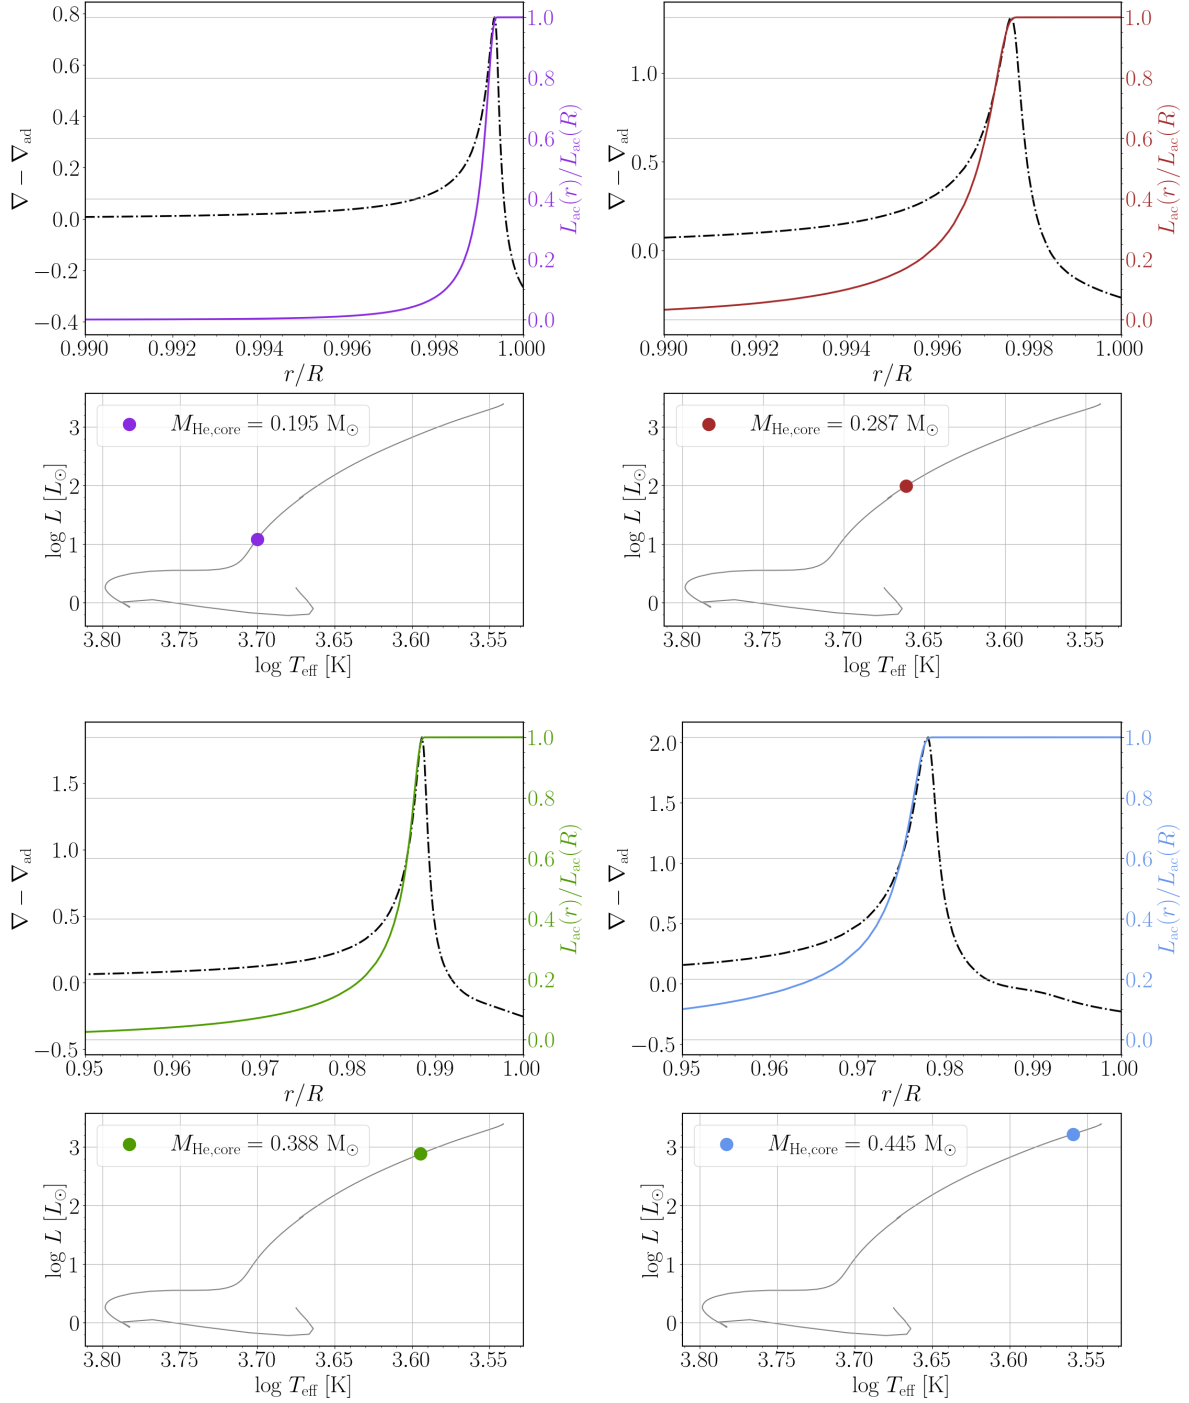 0.8
0.6
0.4
0.2
0.0
−0.2
−0.4
∇ − ∇ad
1.0
0.8
0.6
0.4
0.2
0.0
Lac(r)/Lac(R)
0.990 0.992 0.994 0.996 0.998 1.000
r/R
1.0
0.5
0.0
∇ − ∇ad
1.0
0.8
0.6
0.4
0.2
0.0
Lac(r)/Lac(R)
0.990 0.992 0.994 0.996 0.998 1.000
r/R
MHe,core = 0.195 M⊙
3
2
1
0
log L [L⊙]
3.80 3.75 3.70 3.65 3.60 3.55
log Teff [K]
MHe,core = 0.287 M⊙
3
2
1
0
log L [L⊙]
3.80 3.75 3.70 3.65 3.60 3.55
log Teff [K]
1.5
1.0
0.5
0.0
−0.5
∇ − ∇ad
1.0
0.8
0.6
0.4
0.2
0.0
Lac(r)/Lac(R)
0.95 0.96 0.97 0.98 0.99 1.00
r/R
2.0
1.5
1.0
0.5
0.0
−0.5
∇ − ∇ad
1.0
0.8
0.6
0.4
0.2
0.0
Lac(r)/Lac(R)
0.95 0.96 0.97 0.98 0.99 1.00
r/R
MHe,core = 0.388 M⊙
3
2
1
0
log L [L⊙]
3.80 3.75 3.70 3.65 3.60 3.55
log Teff [K]
MHe,core = 0.445 M⊙
3
2
1
0
log L [L⊙]
3.80 3.75 3.70 3.65 3.60 3.55
log Teff [K]